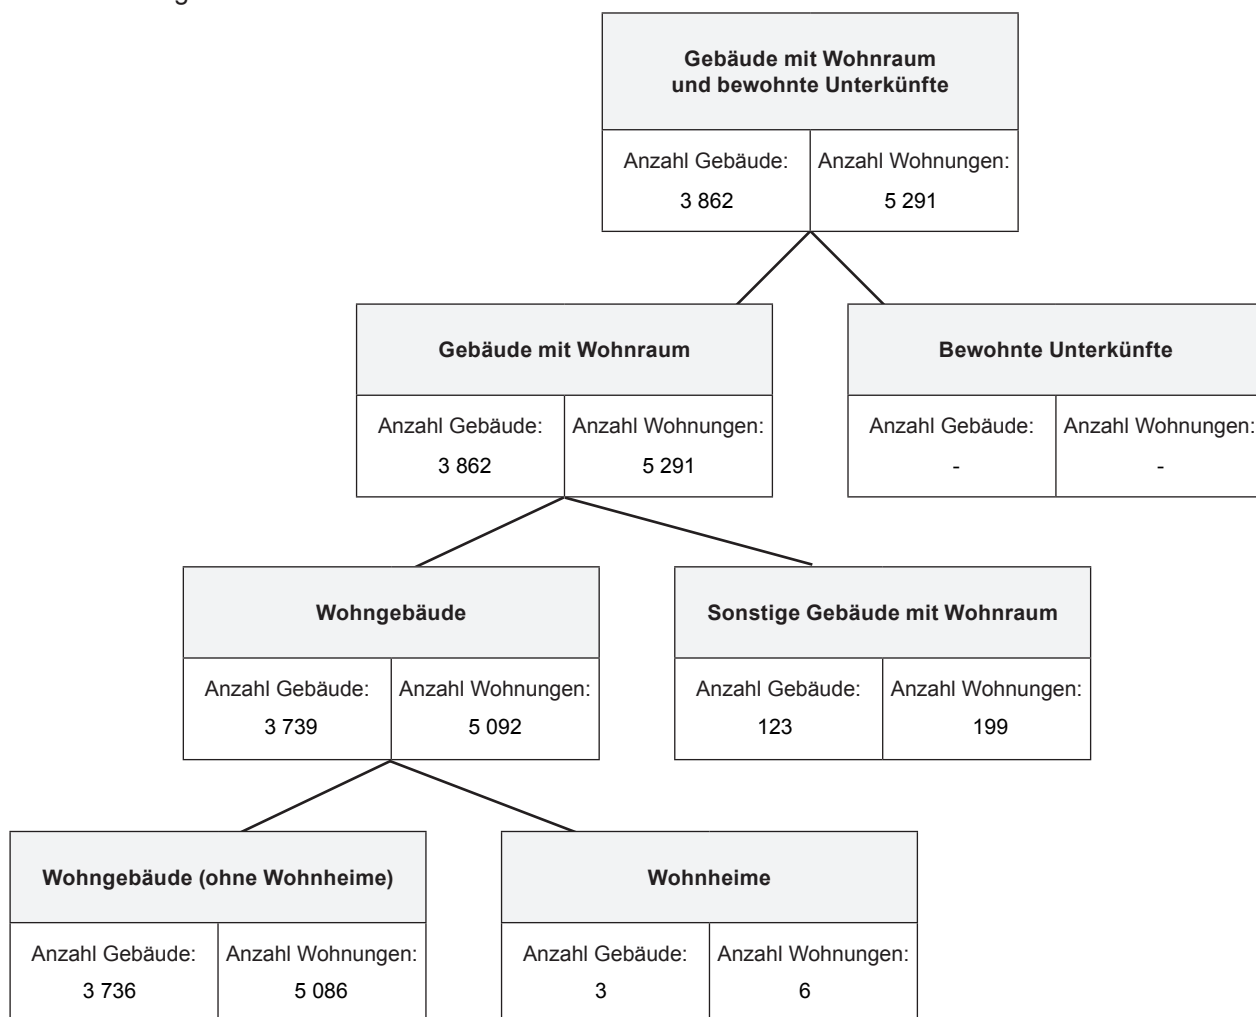 Gebäude mit Wohnraum
und bewohnte Unterkünfte
Anzahl Gebäude: Anzahl Wohnungen:
3 862 5 291
Gebäude mit Wohnraum
Anzahl Gebäude: Anzahl Wohnungen:
3 862 5 291
Bewohnte Unterkünfte
Anzahl Gebäude: Anzahl Wohnungen:
- -
Wohngebäude
Anzahl Gebäude: Anzahl Wohnungen:
3 739 5 092
Sonstige Gebäude mit Wohnraum
Anzahl Gebäude: Anzahl Wohnungen:
123 199
Wohngebäude (ohne Wohnheime)
Anzahl Gebäude: Anzahl Wohnungen:
3 736 5 086
Wohnheime
Anzahl Gebäude: Anzahl Wohnungen:
3 6